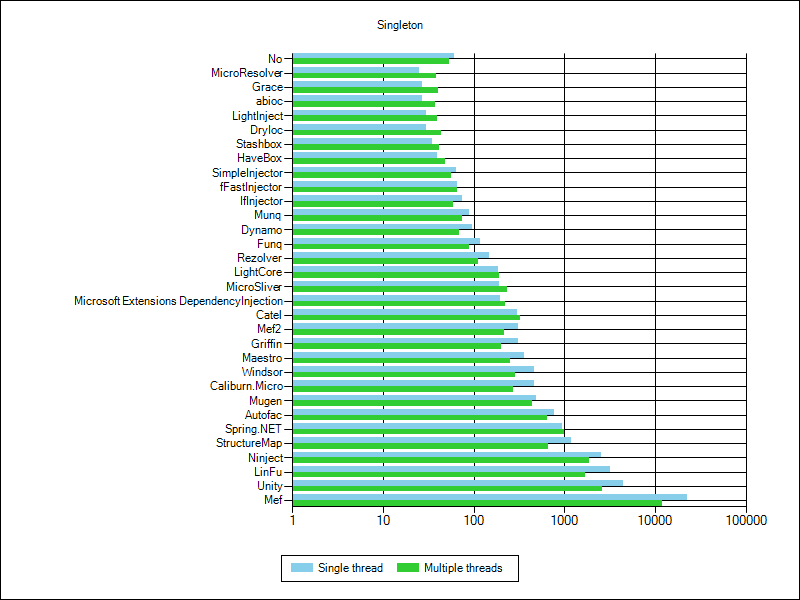 Singleton
No
MicroResolver
Grace
abioc
LightInject
DryIoc
Stashbox
HaveBox
SimpleInjector
fFastInjector
IfInjector
Munq
Dynamo
Funq
Rezolver
LightCore
MicroSliver
Microsoft Extensions DependencyInjection
Catel
Mef2
Griffin
Maestro
Windsor
Caliburn.Micro
Mugen
Autofac
Spring.NET
StructureMap
Ninject
LinFu
Unity
Mef
1 10 100 1000 10000 100000
Single thread Multiple threads